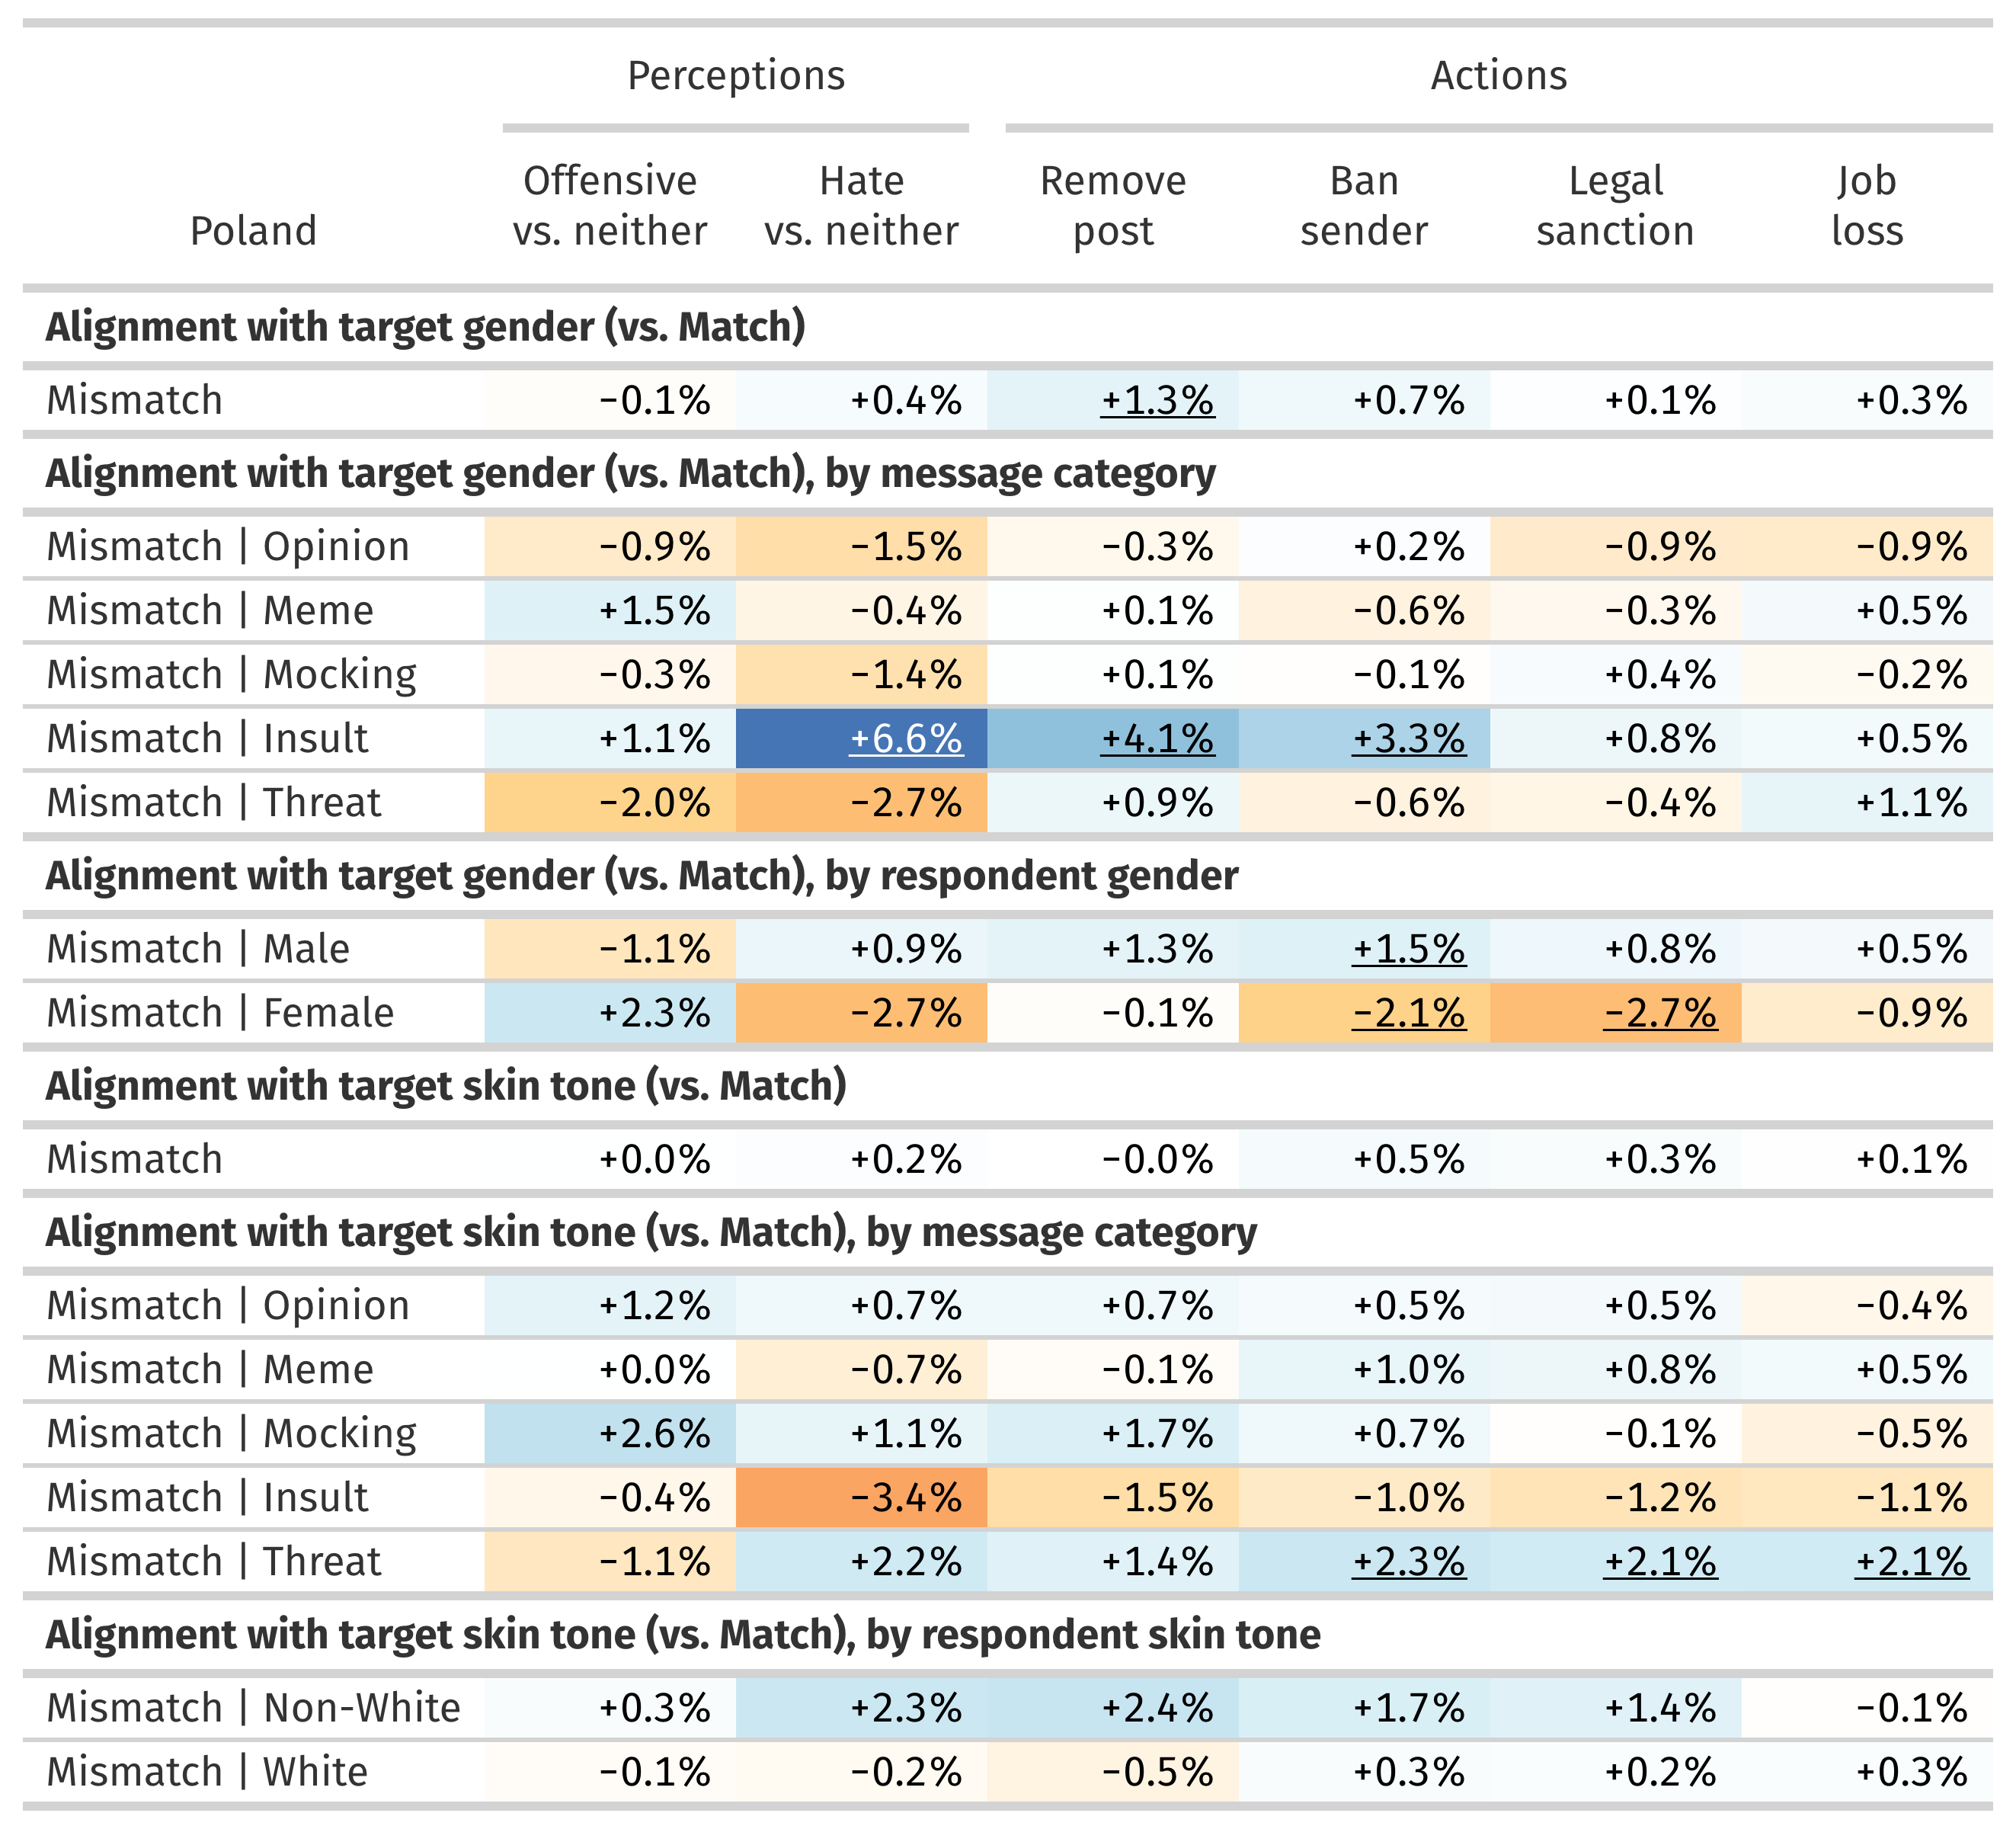 Perceptions Actions
Offensive Hate Remove Ban Legal Job
Poland vs. neither vs. neither post sender sanction loss
Alignment with target gender (vs. Match)
Mismatch −0.1% +0.4% +1.3% +0.7% +0.1% +0.3%
Alignment with target gender (vs. Match), by message category
Mismatch | Opinion −0.9% −1.5% −0.3% +0.2% −0.9% −0.9%
Mismatch | Meme +1.5% −0.4% +0.1% −0.6% −0.3% +0.5%
Mismatch | Mocking −0.3% −1.4% +0.1% −0.1% +0.4% −0.2%
Mismatch | Insult +1.1% +6.6% +4.1% +3.3% +0.8% +0.5%
Mismatch | Threat −2.0% −2.7% +0.9% −0.6% −0.4% +1.1%
Alignment with target gender (vs. Match), by respondent gender
Mismatch | Male −1.1% +0.9% +1.3% +1.5% +0.8% +0.5%
Mismatch | Female +2.3% −2.7% −0.1% −2.1% −2.7% −0.9%
Alignment with target skin tone (vs. Match)
Mismatch +0.0% +0.2% −0.0% +0.5% +0.3% +0.1%
Alignment with target skin tone (vs. Match), by message category
Mismatch | Opinion +1.2% +0.7% +0.7% +0.5% +0.5% −0.4%
Mismatch | Meme +0.0% −0.7% −0.1% +1.0% +0.8% +0.5%
Mismatch | Mocking +2.6% +1.1% +1.7% +0.7% −0.1% −0.5%
Mismatch | Insult −0.4% −3.4% −1.5% −1.0% −1.2% −1.1%
Mismatch | Threat −1.1% +2.2% +1.4% +2.3% +2.1% +2.1%
Alignment with target skin tone (vs. Match), by respondent skin tone
Mismatch | Non-White +0.3% +2.3% +2.4% +1.7% +1.4% −0.1%
Mismatch | White −0.1% −0.2% −0.5% +0.3% +0.2% +0.3%